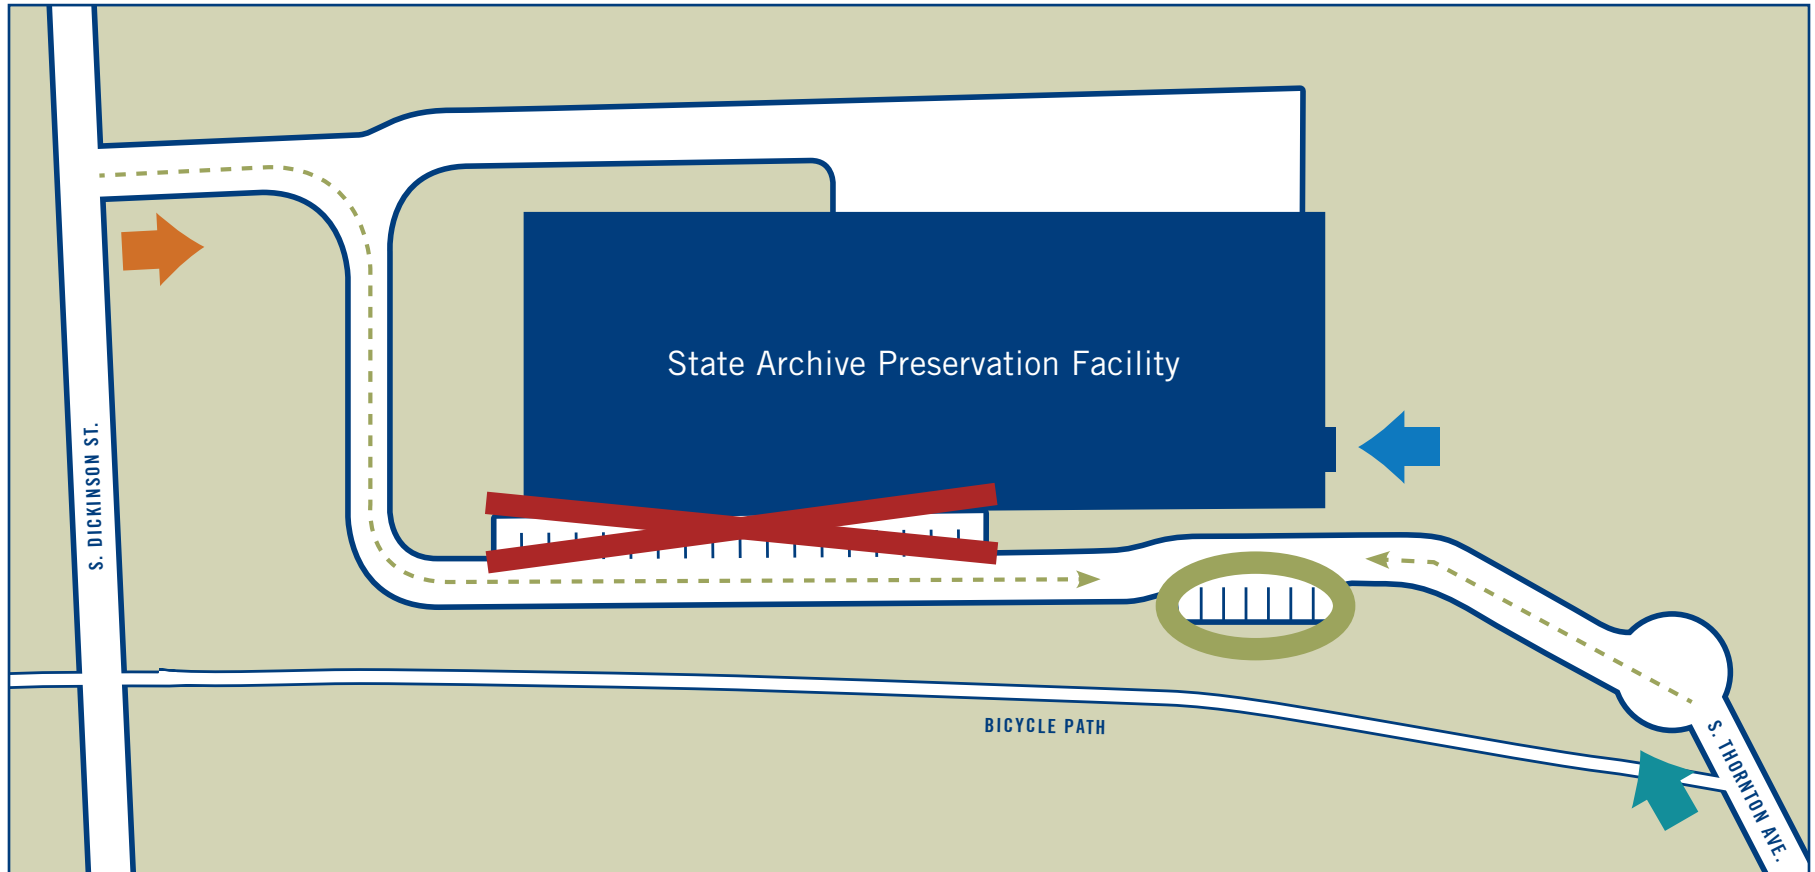 State Archive Preservation Facility
S. DICKINSON ST.
BICYCLE PATH
S. THORNTON AVE.